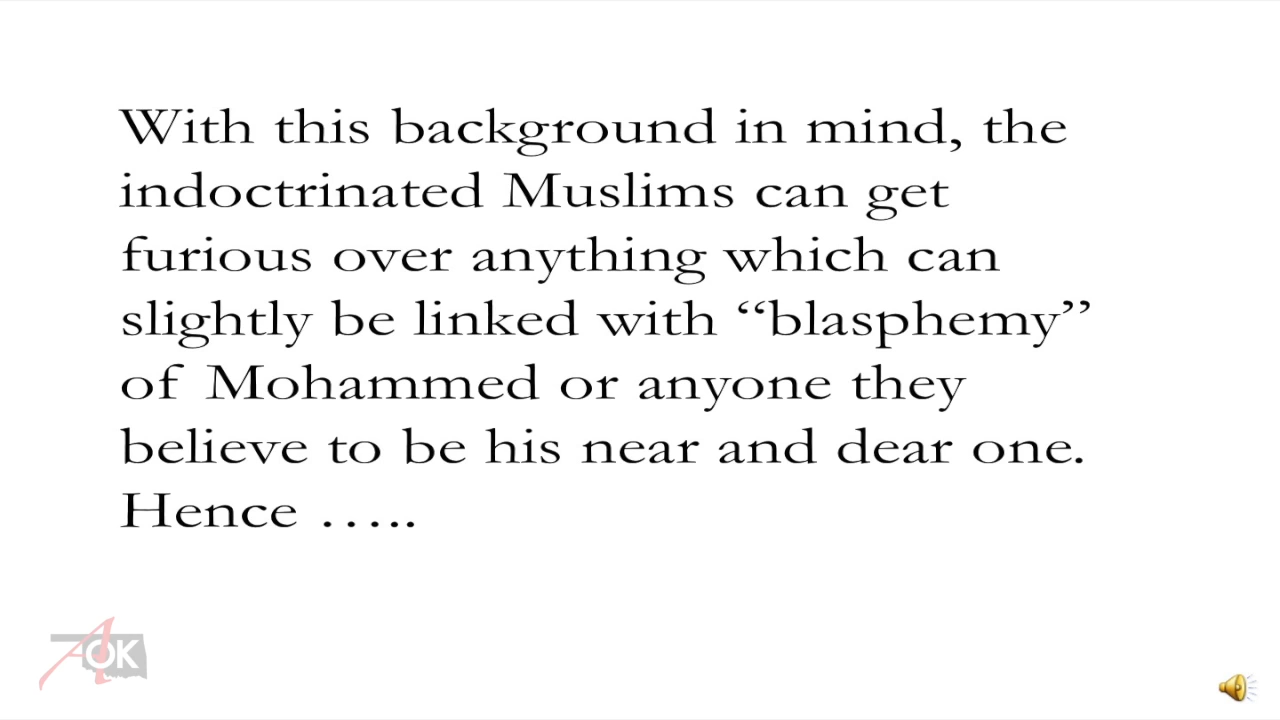 With this background in mind, the
indoctrinated Muslims can get
furious over anything which can
slightly be linked with “blasphemy”
of Mohammed or anyone they
believe to be his near and dear one.
Hence …..
AOK